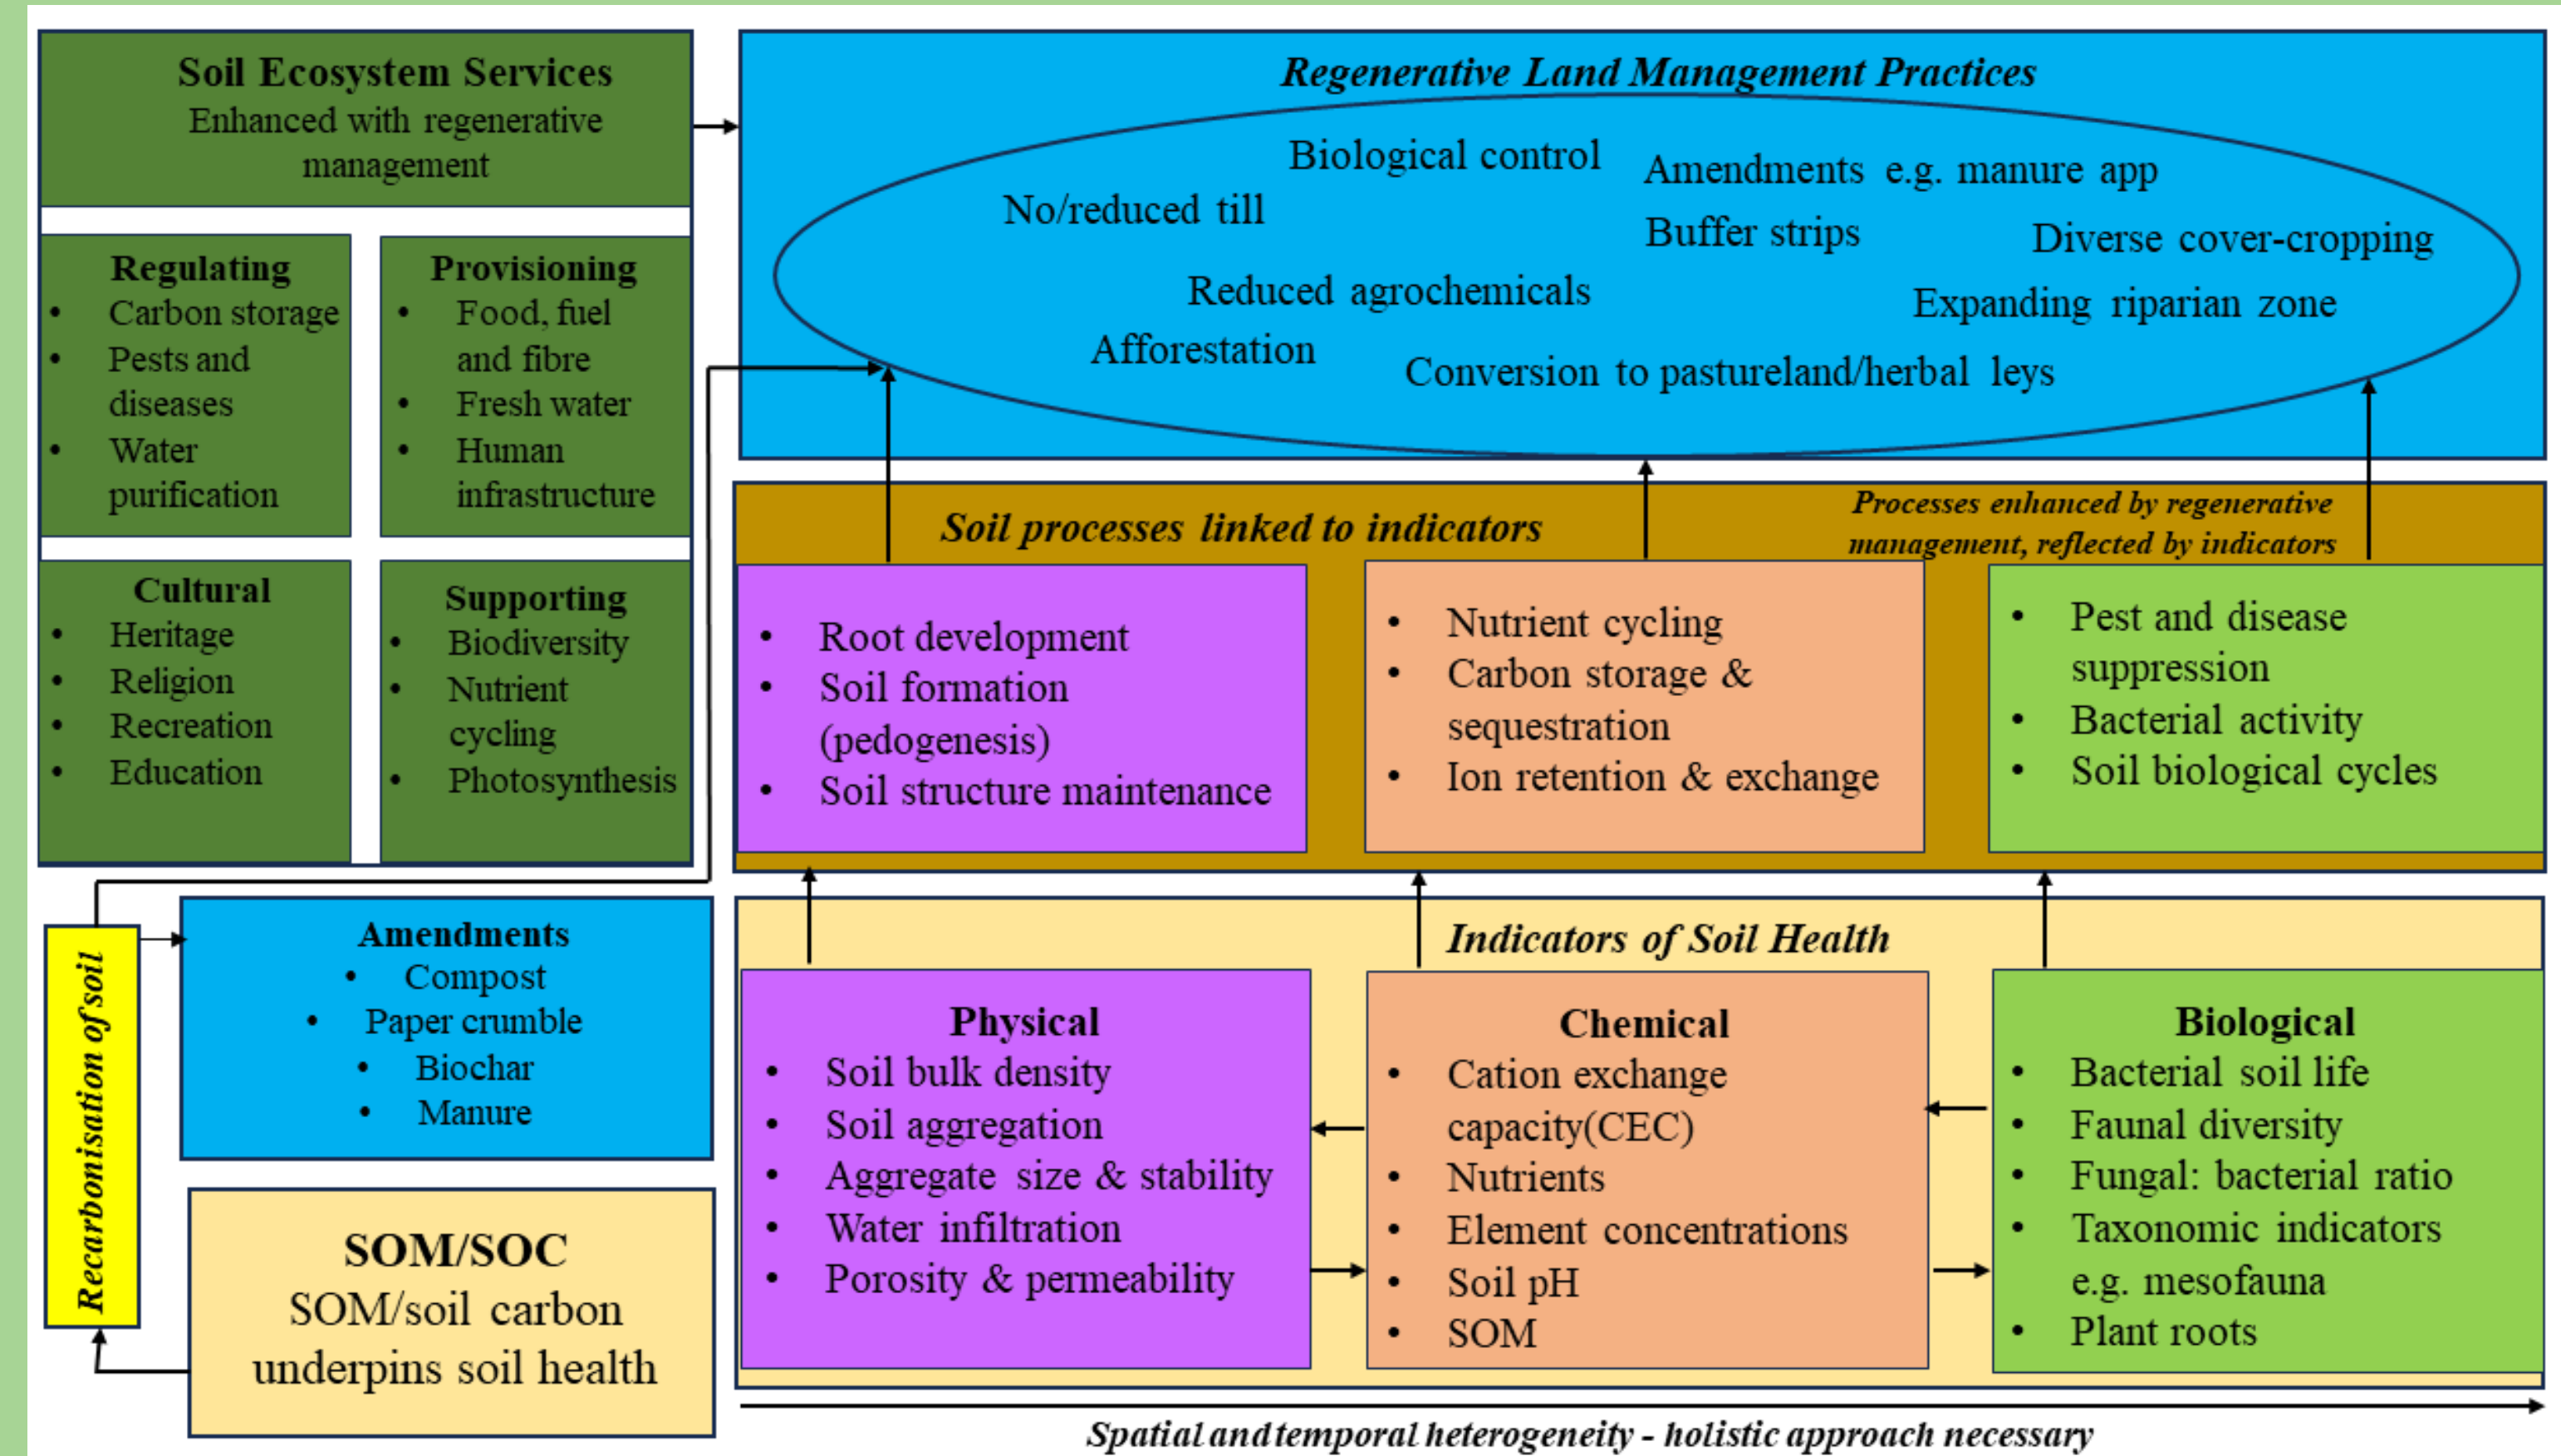 Soil Ecosystem Services
Enhanced with regenerative
management
Regulating
• Carbon storage
• Pests and
diseases
• Water
purification
Provisioning
• Food, fuel
and fibre
• Fresh water
• Human
infrastructure
Cultural
• Heritage
• Religion
• Recreation
• Education
Supporting
• Biodiversity
• Nutrient
cycling
• Photosynthesis
Regenerative Land Management Practices
Biological control
Amendments e.g. manure app
No/reduced till
Buffer strips
Diverse cover-cropping
Reduced agrochemicals
Expanding riparian zone
Afforestation
Conversion to pastureland/herbal leys
Soil processes linked to indicators
Processes enhanced by regenerative
management, reflected by indicators
• Root development
• Soil formation
(pedogenesis)
• Soil structure maintenance
• Nutrient cycling
• Carbon storage &
sequestration
• Ion retention & exchange
• Pest and disease
suppression
• Bacterial activity
• Soil biological cycles
Recarbonisation of soil
Amendments
• Compost
• Paper crumble
• Biochar
• Manure
SOM/SOC
SOM/soil carbon
underpins soil health
Indicators of Soil Health
Physical
• Soil bulk density
• Soil aggregation
• Aggregate size & stability
• Water infiltration
• Porosity & permeability
Chemical
• Cation exchange
capacity(CEC)
• Nutrients
• Element concentrations
• Soil pH
• SOM
Biological
• Bacterial soil life
• Faunal diversity
• Fungal: bacterial ratio
• Taxonomic indicators
e.g. mesofauna
• Plant roots
Spatial and temporal heterogeneity - holistic approach necessary